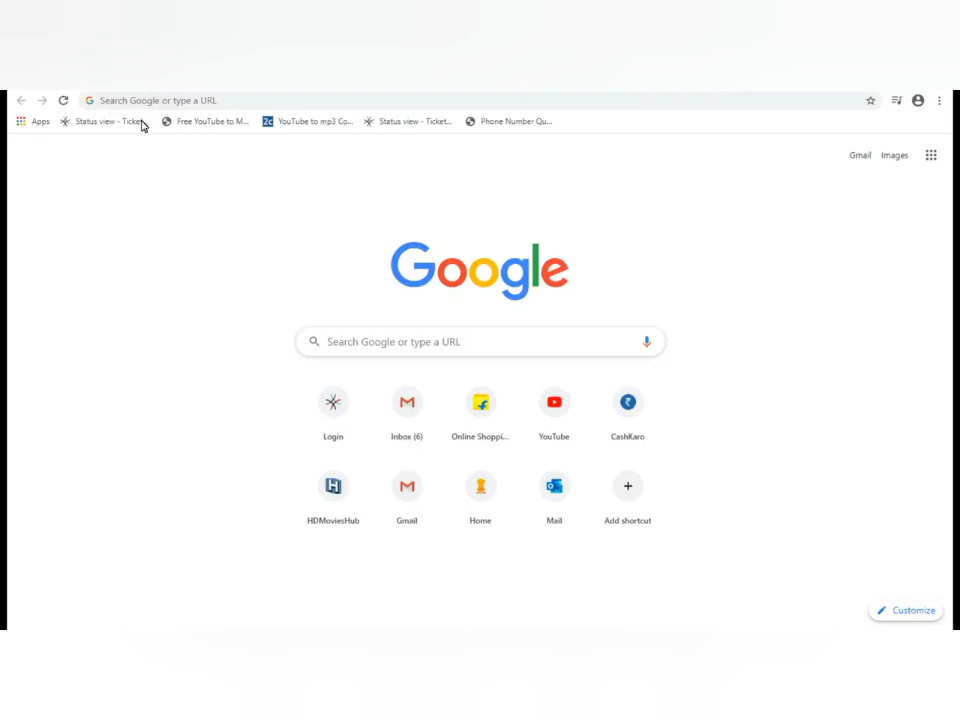 Search Google or type a URL
Apps Status view - Ticke Free YouTube to M... YouTube to mp3 Co... Status view - Ticket... Phone Number Qu...
Gmail Images
Google
Search Google or type a URL
Login Inbox (6) Online Shoppi... YouTube CashKaro
HDMoviesHub Gmail Home Mail Add shortcut
Customize